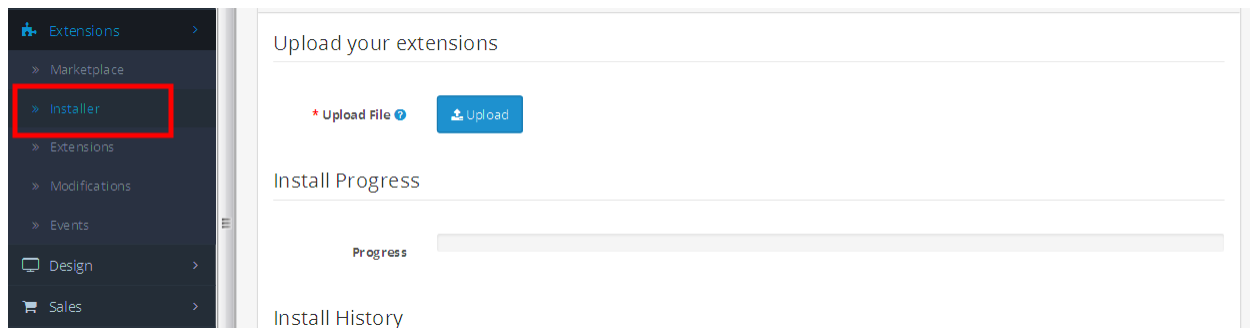 Extensions
» Marketplace
» Installer
» Extensions
» Modifications
» Events
Design
Sales
Upload your extensions
* Upload File
Upload
Install Progress
Progress
Install History